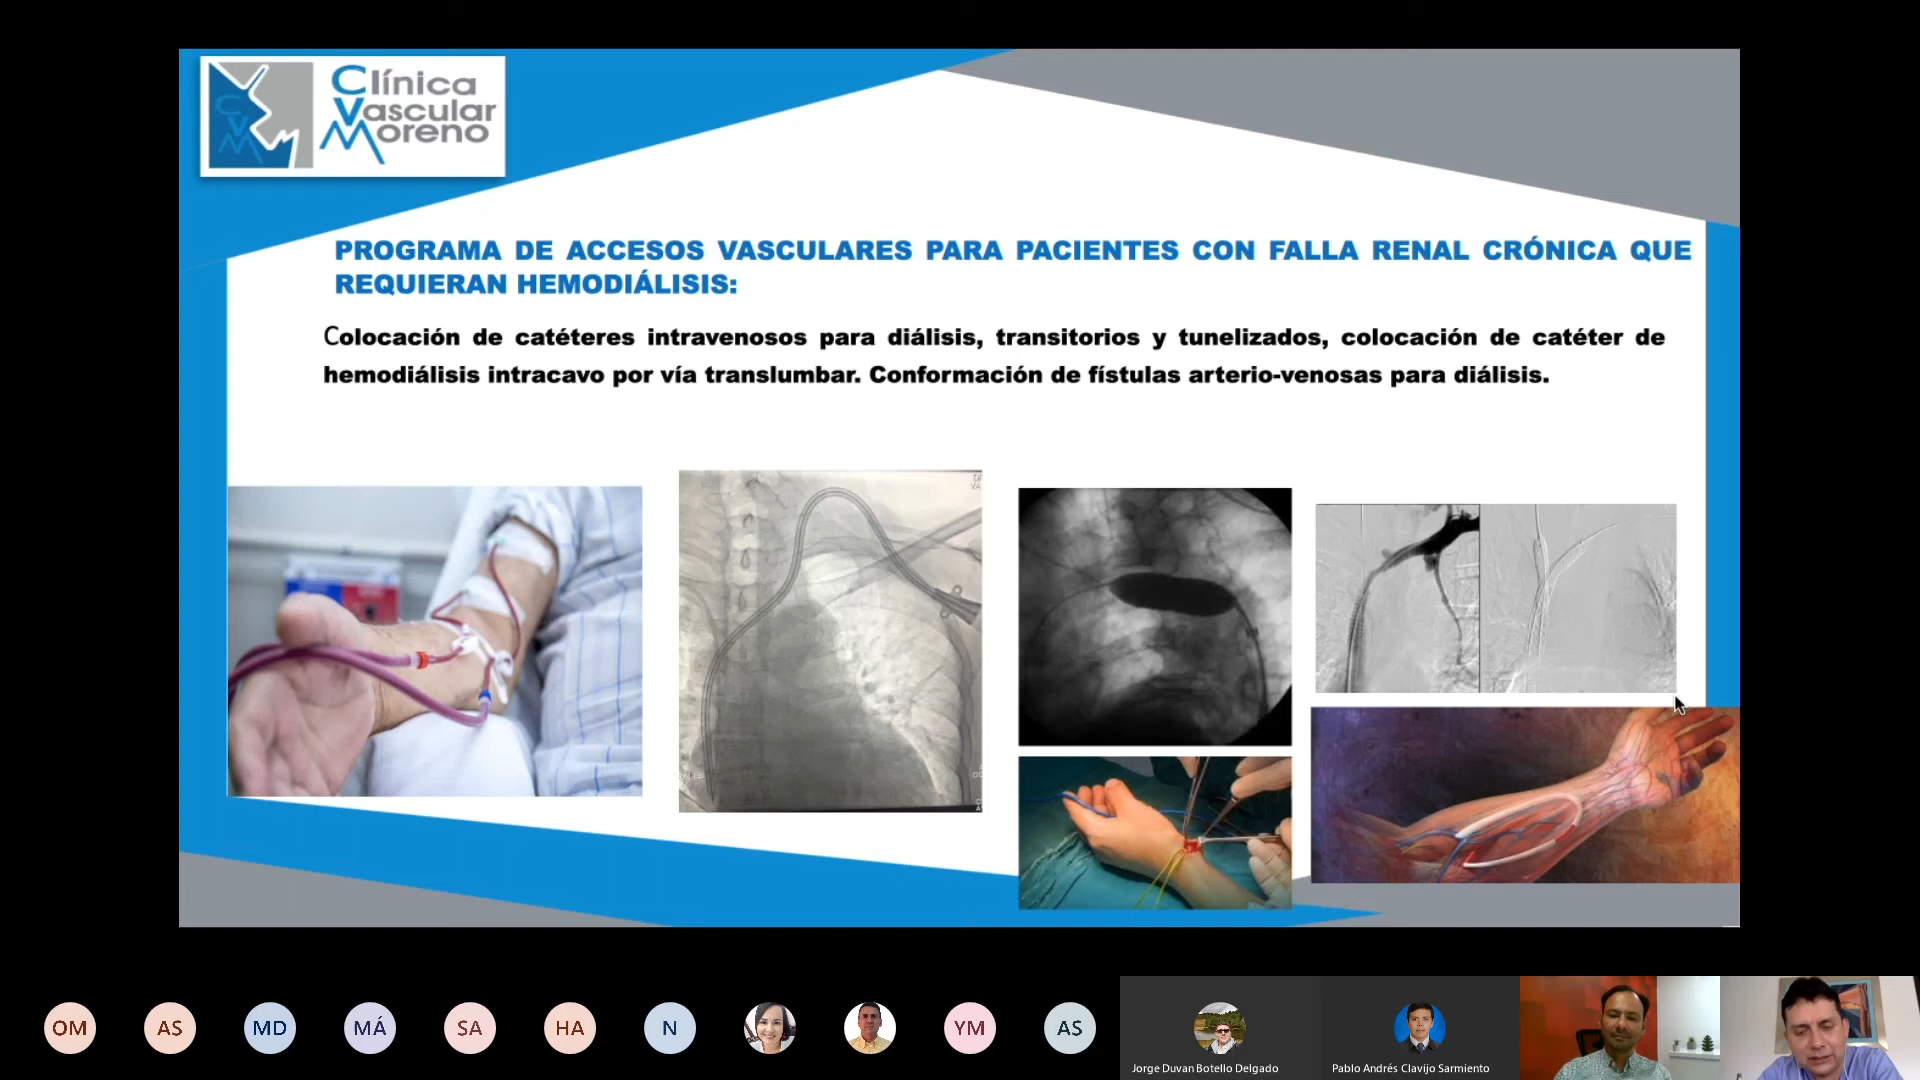 CVM
Clínica
Vascular
Moreno
PROGRAMA DE ACCESOS VASCULARES PARA PACIENTES CON FALLA RENAL CRÓNICA QUE
REQUIERAN HEMODIÁLISIS:
Colocación de catéteres intravenosos para diálisis, transitorios y tunelizados, colocación de catéter de
hemodiálisis intracavo por vía translumbar. Conformación de fístulas arterio-venosas para diálisis.
OM
AS
MD
MÁ
SA
HA
N
YM
AS
Jorge Duvan Botello Delgado
Pablo Andrés Clavijo Sarmiento